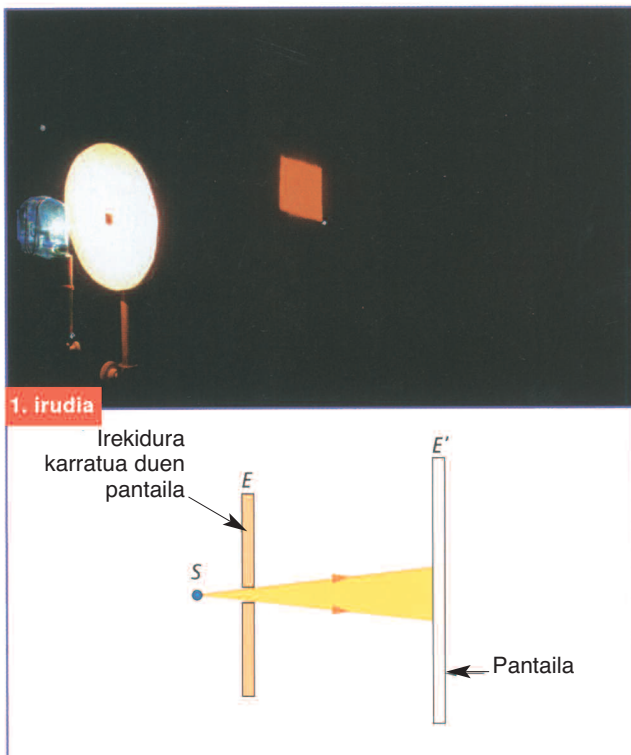 1. irudia
Irekidura
karratua duen
pantaila
E
E'
S
Pantaila